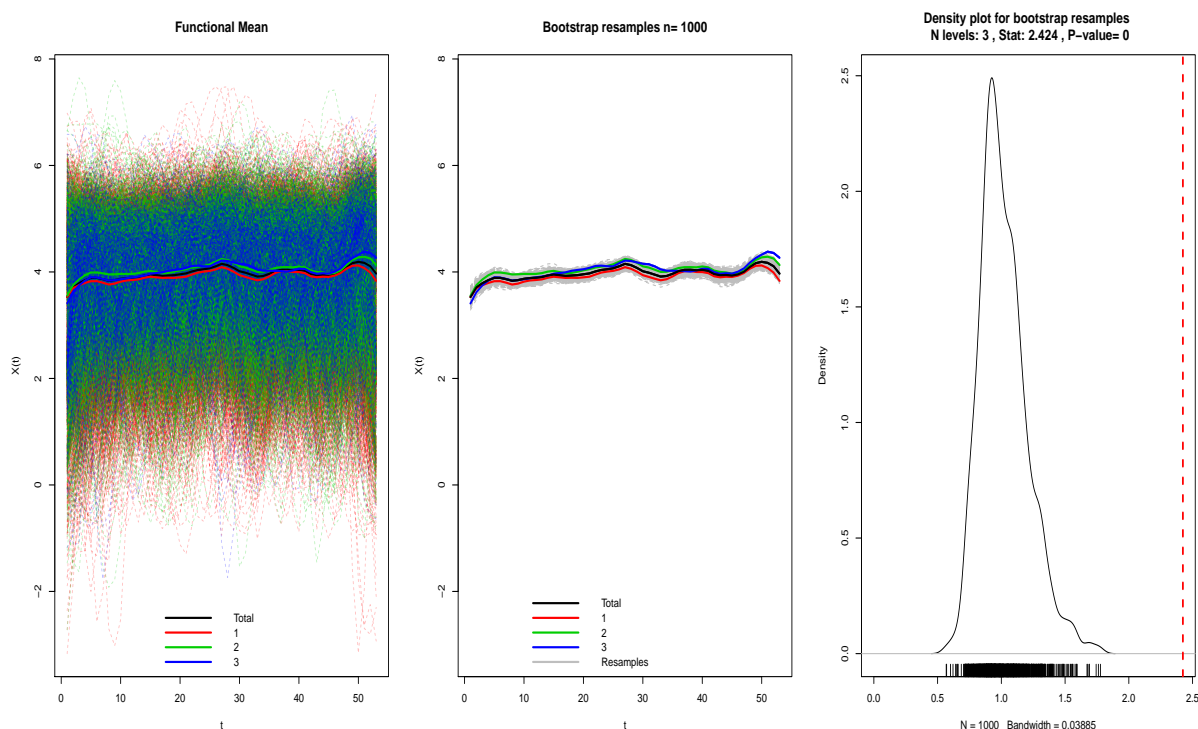 Functional Mean
X(t)
8
6
4
2
0
−2
0 10 20 30 40 50
t
Total
1
2
3
Bootstrap resamples n= 1000
X(t)
8
6
4
2
0
−2
0 10 20 30 40 50
t
Total
1
2
3
Resamples
Density plot for bootstrap resamples
N levels: 3 , Stat: 2.424 , P−value= 0
Density
2.5
2.0
1.5
1.0
0.5
0.0
0.0 0.5 1.0 1.5 2.0 2.5
N = 1000 Bandwidth = 0.03885